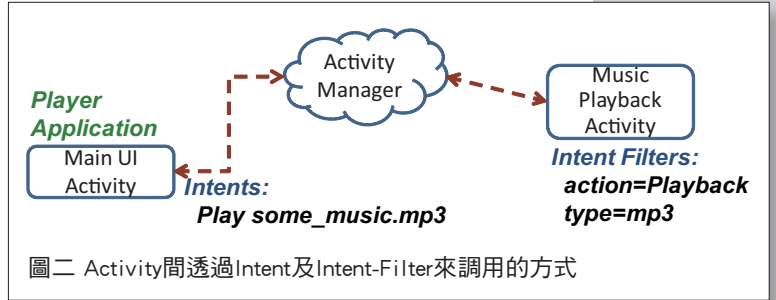 Activity
Manager
Music
Playback
Activity
Player
Application
Main UI
Activity
Intents:
Play some_music.mp3
Intent Filters:
action=Playback
type=mp3
圖二 Activity間透過Intent及Intent-Filter來調用的方式